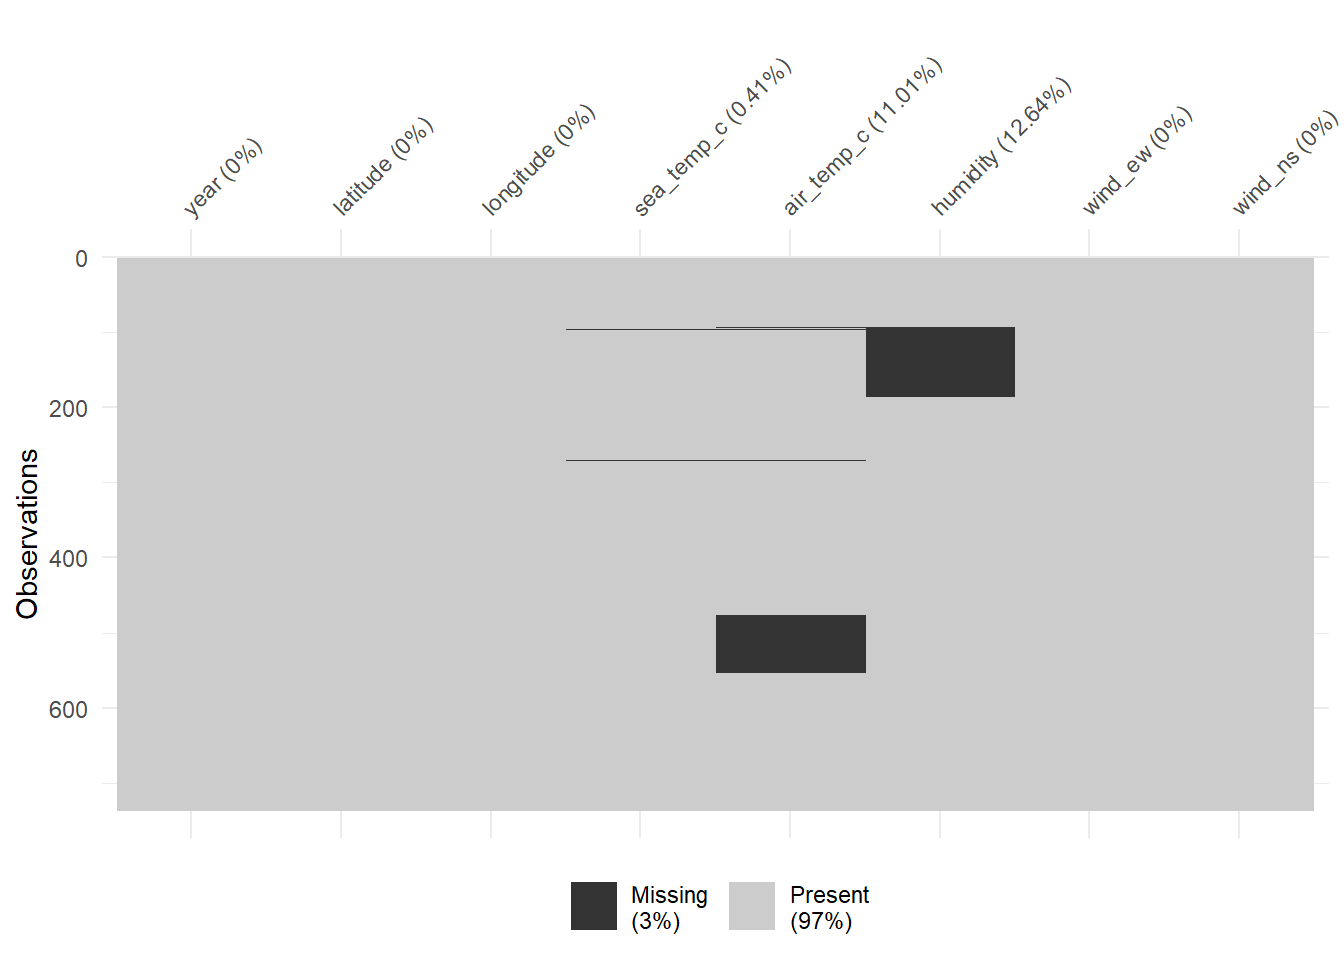 year (0%)
latitude (0%)
longitude (0%)
sea_temp_c (0.41%)
air_temp_c (11.01%)
humidity (12.64%)
wind_ew (0%)
wind_ns (0%)
0
200
400
600
Observations
Missing
(3%)
Present
(97%)